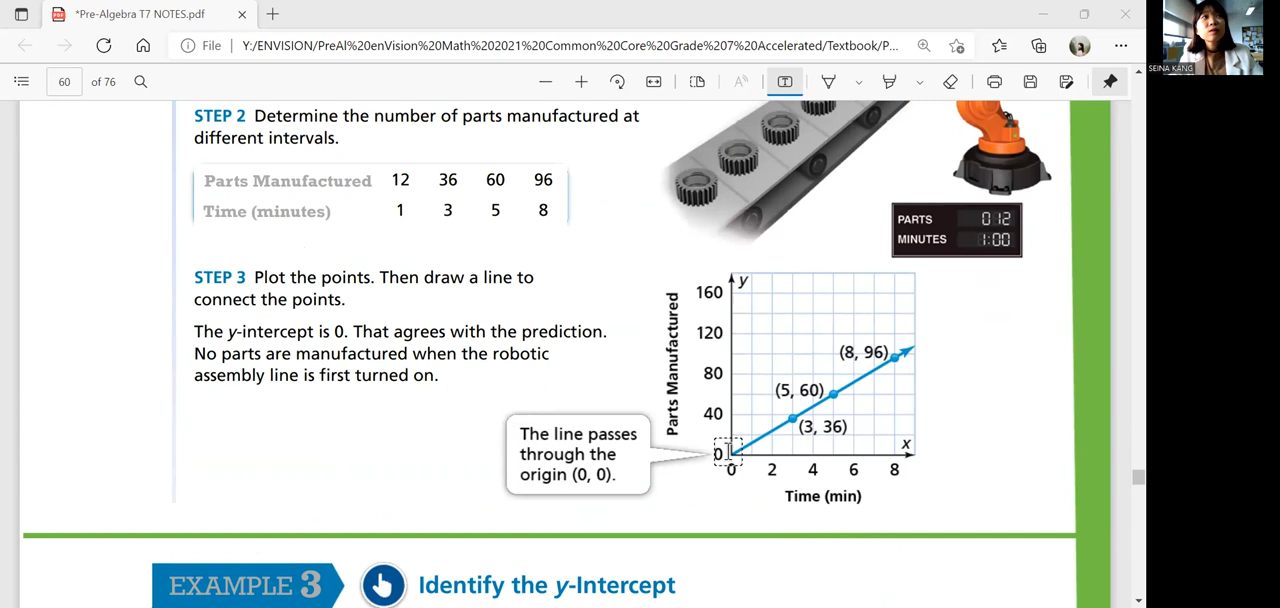 *Pre-Algebra T7 NOTES.pdf
File
Y:/ENVISION/PreAl%20enVision%20Math%202021%20Common%20Core%20Grade%207%20Accelerated/Textbook/P...
60
of 76
SEINA KANG
STEP 2 Determine the number of parts manufactured at
different intervals.
Parts Manufactured 12 36 60 96
Time (minutes) 1 3 5 8
PARTS 012
MINUTES 1:00
STEP 3 Plot the points. Then draw a line to
connect the points.
The y-intercept is 0. That agrees with the prediction.
No parts are manufactured when the robotic
assembly line is first turned on.
The line passes
through the
origin (0, 0).
Parts Manufactured
y
160
120
80
40
0
(8, 96)
(5, 60)
(3, 36)
x
0 2 4 6 8
Time (min)
EXAMPLE 3 Identify the y-Intercept